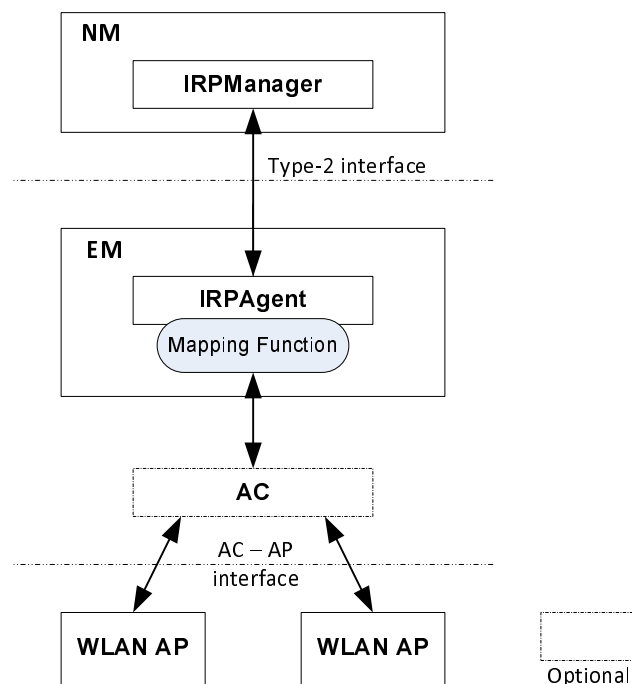 NM
IRPManager
Type-2 interface
EM
IRPAgent
Mapping Function
AC
AC – AP
interface
WLAN AP
WLAN AP
Optional